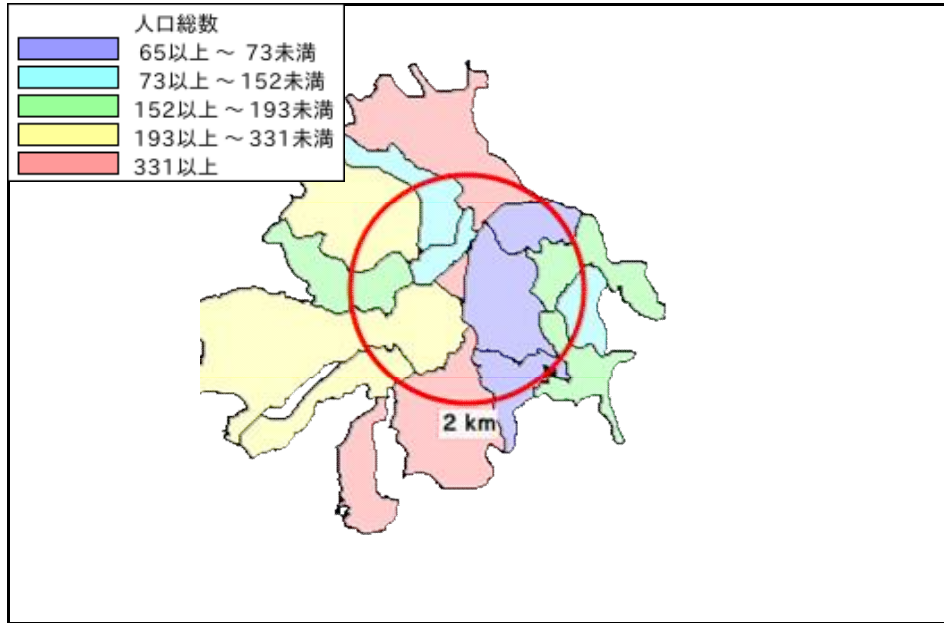 人口総数
65以上 ～ 73未満
73以上 ～ 152未満
152以上 ～ 193未満
193以上 ～ 331未満
331以上
2 km